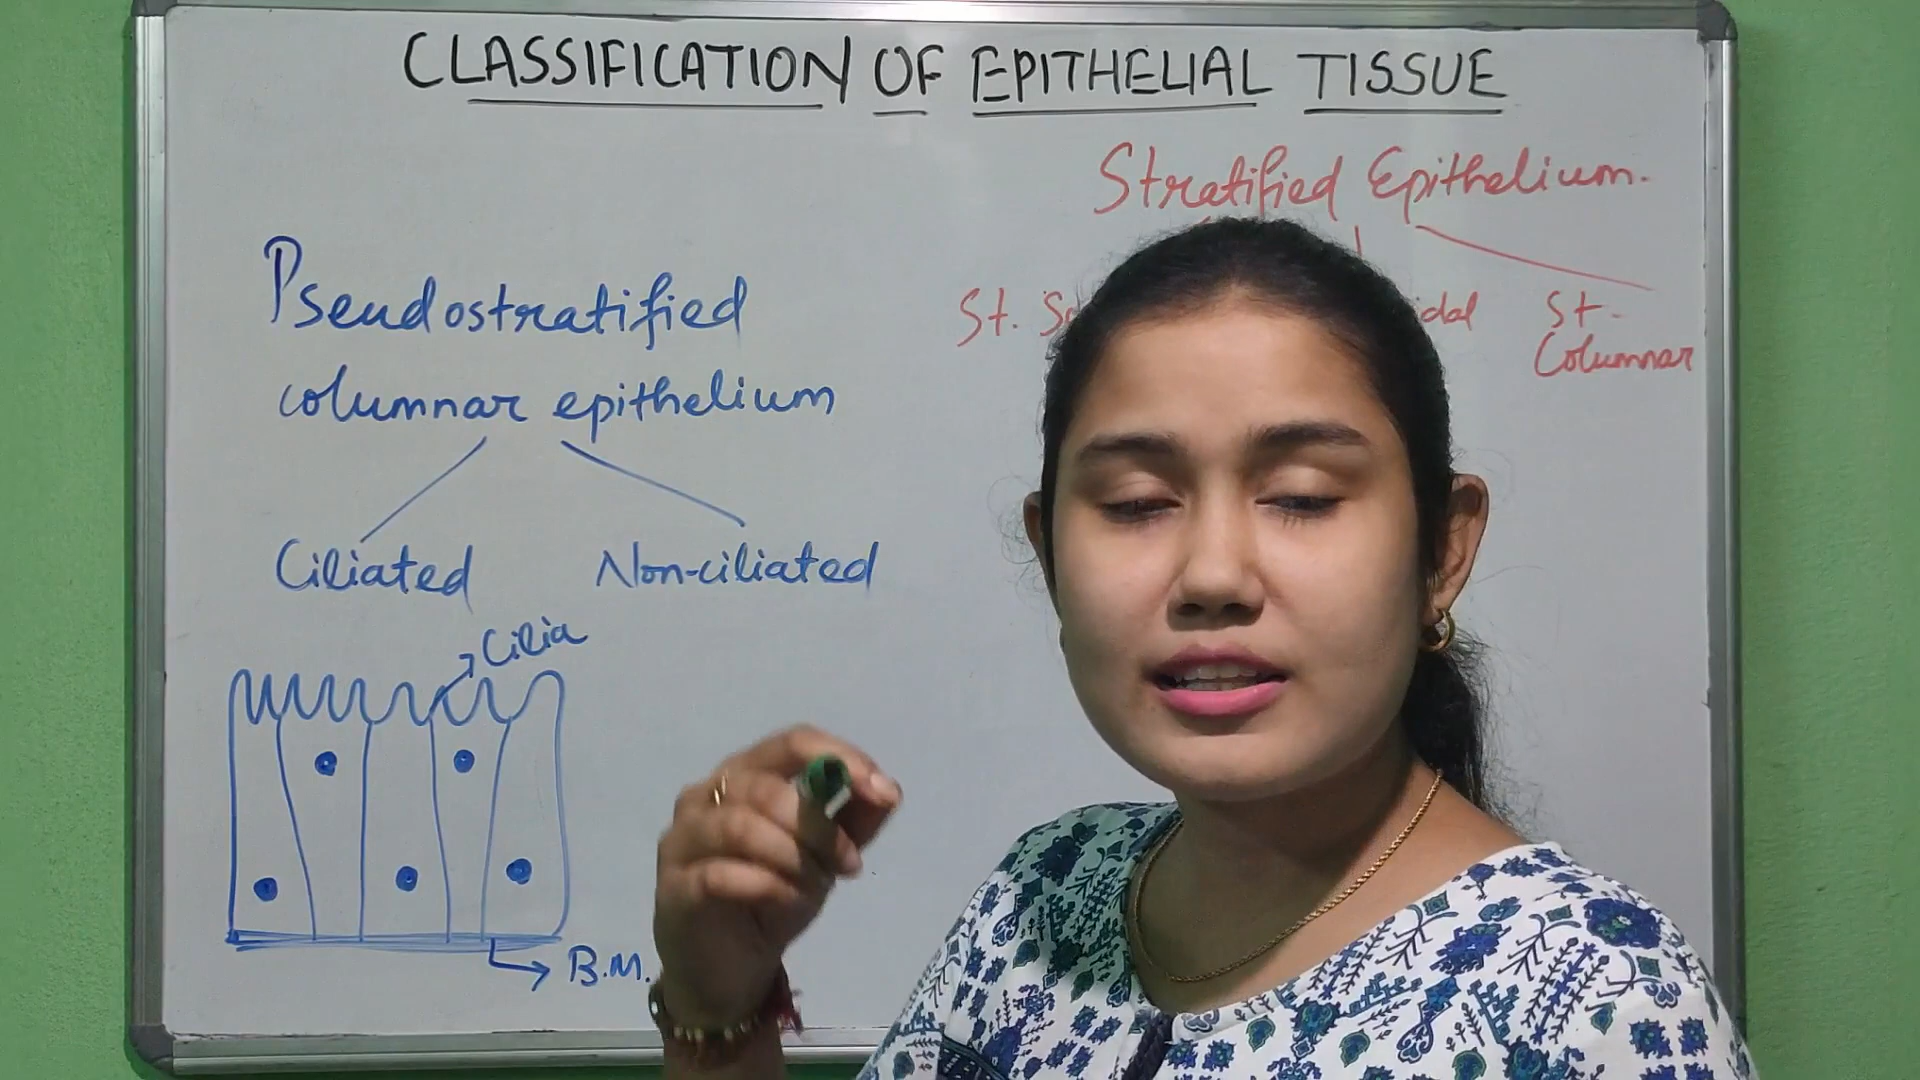 CLASSIFICATION OF EPITHELIAL TISSUE
Stratified Epithelium.
Pseudostratified
columnar epithelium
Ciliated Non-ciliated
Cilia
B.M.
St.
St.
Columnar